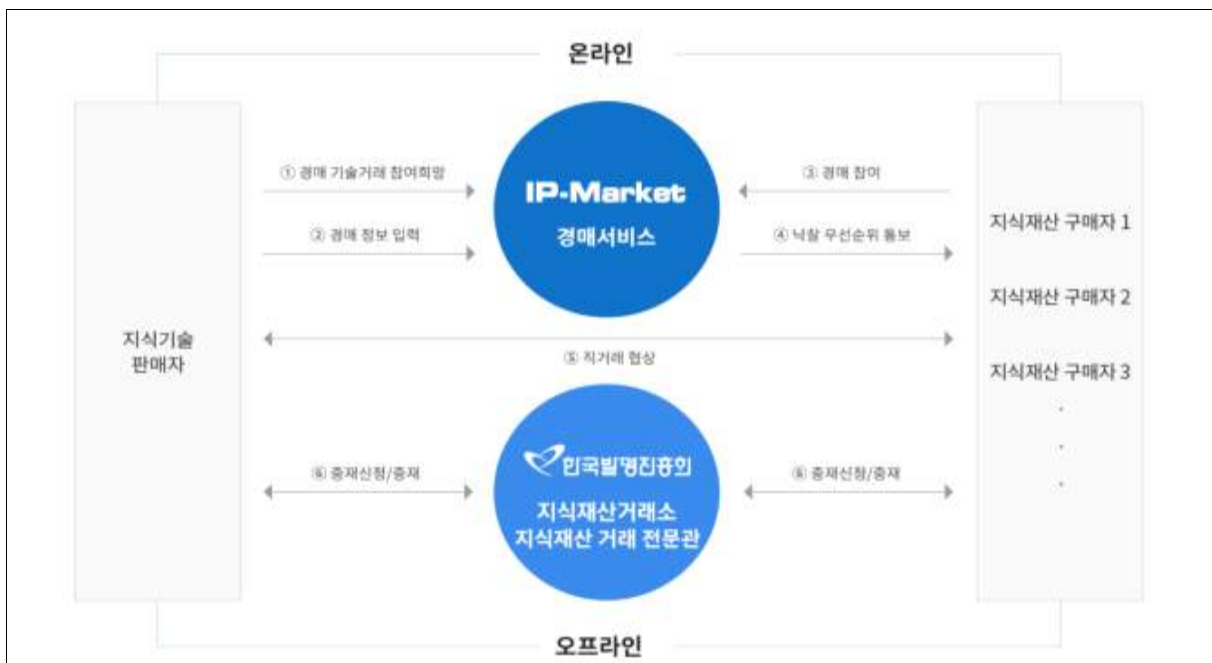 온라인
① 경매 기술거래 참여희망
③ 경매 참여
IP-Market
경매서비스
② 경매 정보 입력
④ 낙찰 우선순위 통보
지식재산 구매자 1
지식재산 구매자 2
지식재산 구매자 3
지식기술
판매자
⑤ 직거래 협상
한국발명진흥회
⑥ 중재신청/중재
⑥ 중재신청/중재
지식재산거래소
지식재산 거래 전문관
오프라인